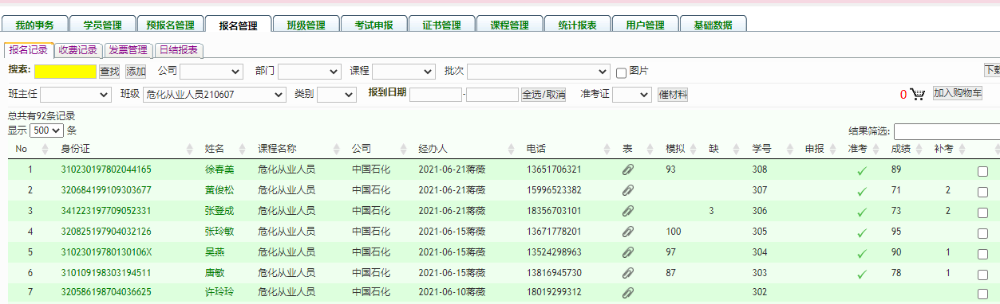 我的事务 学员管理 预报名管理 报名管理 班级管理 考试申报 证书管理 课程管理 统计报表 用户管理 基础数据
报名记录 收费记录 发票管理 日结报表
搜索: 查找 添加 公司 部门 课程 批次 图片 下载
班主任 班级 危化从业人员210607 类别 报到日期 - 全选/取消 准考证 催材料 0 加入购物车
总共有92条记录
显示 500 条 结果筛选:
No 身份证 姓名 课程名称 公司 经办人 电话 表 模拟 缺 学号 申报 准考 成绩 补考
1 310230197802044165 徐春美 危化从业人员 中国石化 2021-06-21蒋薇 13651706321 93 308 ✓ 89
2 320684199109303677 黄俊松 危化从业人员 中国石化 2021-06-21蒋薇 15996523382 307 ✓ 71 2
3 341223197709052331 张登成 危化从业人员 中国石化 2021-06-21蒋薇 18356703101 3 306 ✓ 73 2
4 320825197904032126 张玲敏 危化从业人员 中国石化 2021-06-15蒋薇 13671778201 100 305 ✓ 95
5 31023019780130106X 吴燕 危化从业人员 中国石化 2021-06-15蒋薇 13524298963 97 304 ✓ 90 1
6 310109198303194511 唐敏 危化从业人员 中国石化 2021-06-15蒋薇 13816945730 87 303 ✓ 78 1
7 320586198704036625 许玲玲 危化从业人员 中国石化 2021-06-10蒋薇 18019299312 302